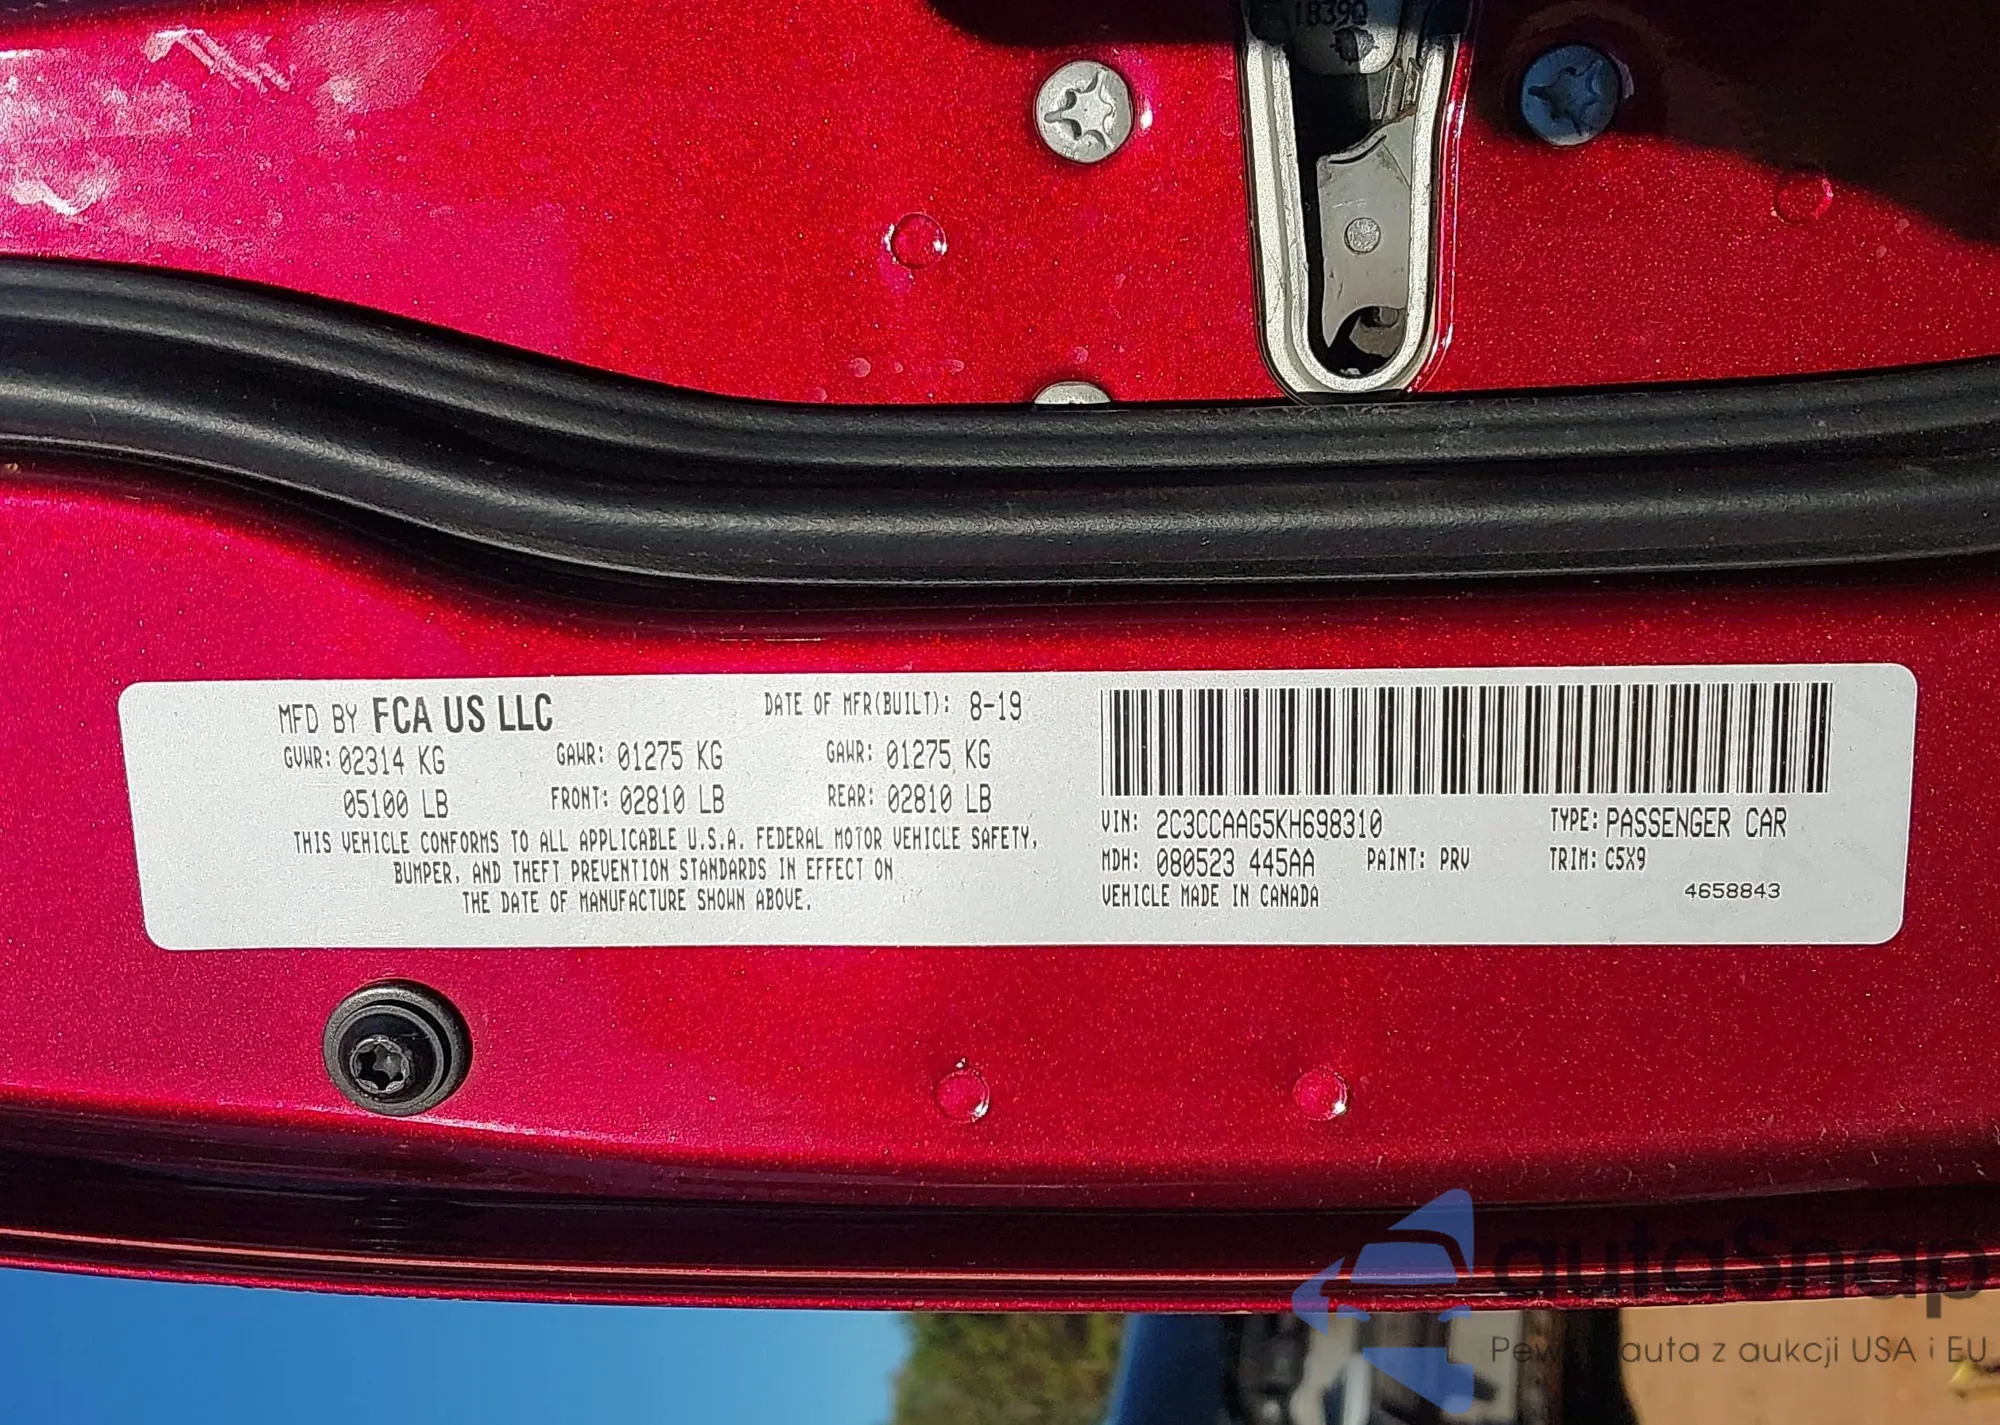 1839Q
MFD BY FCA US LLC DATE OF MFR(BUILT): 8-19
GVWR: 02314 KG GAWR: 01275 KG GAWR: 01275 KG
05100 LB FRONT: 02810 LB REAR: 02810 LB
THIS VEHICLE CONFORMS TO ALL APPLICABLE U.S.A. FEDERAL MOTOR VEHICLE SAFETY,
BUMPER, AND THEFT PREVENTION STANDARDS IN EFFECT ON
THE DATE OF MANUFACTURE SHOWN ABOVE.
VIN: 2C3CCAAG5KH698310 TYPE: PASSENGER CAR
MDH: 080523 445AA PAINT: PRV TRIM: C5X9
VEHICLE MADE IN CANADA 4658843
autaSnap
auta z aukcji USA i EU